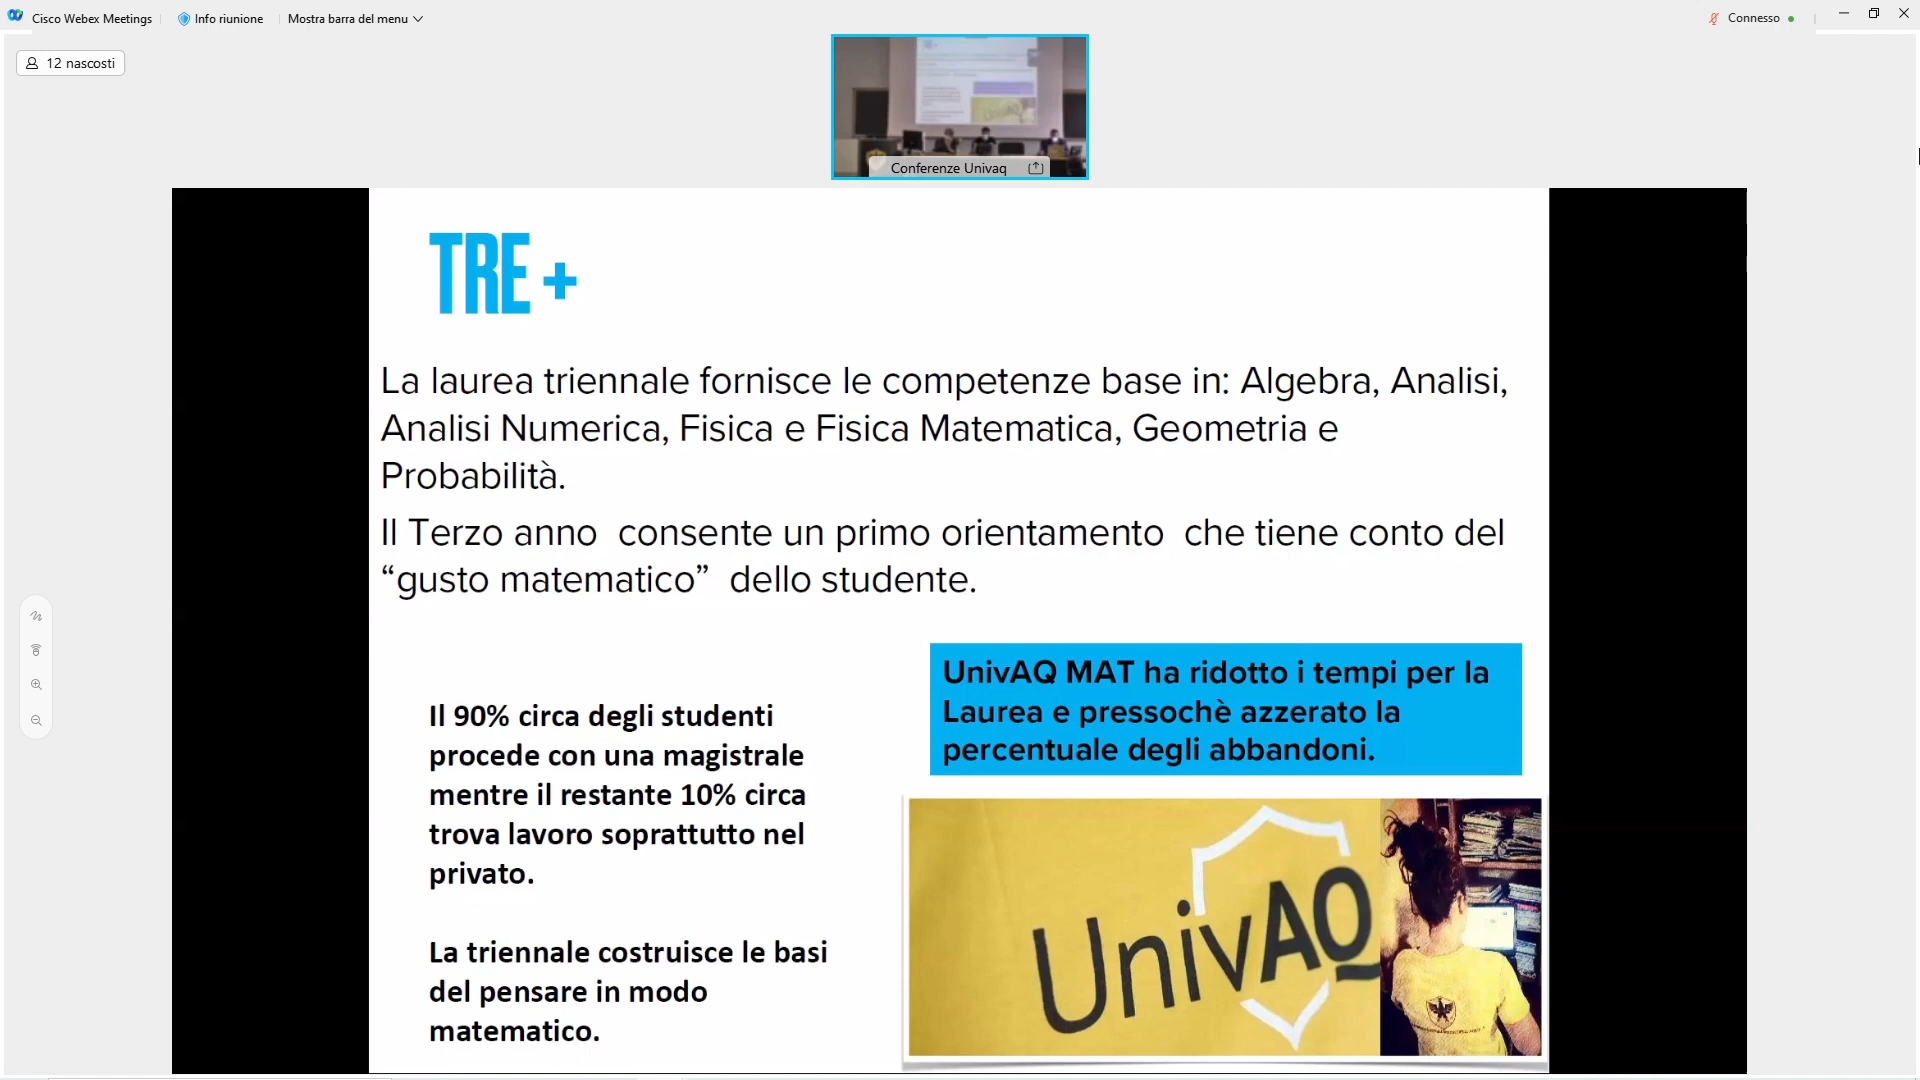 Cisco Webex Meetings
Info riunione
Mostra barra del menu
Connesso
12 nascosti
Conferenze Univaq
TRE +
La laurea triennale fornisce le competenze base in: Algebra, Analisi,
Analisi Numerica, Fisica e Fisica Matematica, Geometria e
Probabilità.
Il Terzo anno consente un primo orientamento che tiene conto del
“gusto matematico” dello studente.
Il 90% circa degli studenti
procede con una magistrale
mentre il restante 10% circa
trova lavoro soprattutto nel
privato.
La triennale costruisce le basi
del pensare in modo
matematico.
UnivAQ MAT ha ridotto i tempi per la
Laurea e pressochè azzerato la
percentuale degli abbandoni.
UnivAQ